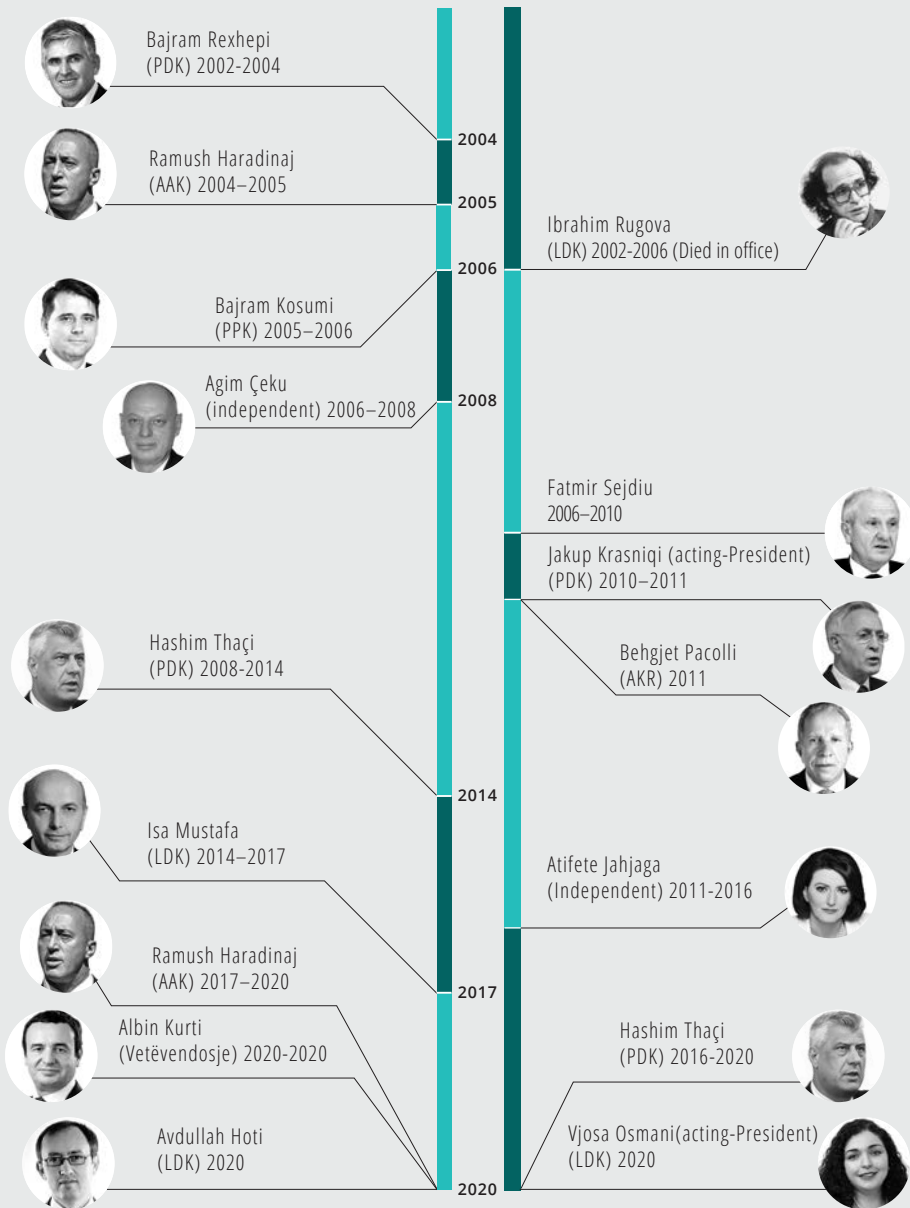 Bajram Rexhepi
(PDK) 2002-2004
2004
Ramush Haradinaj
(AAK) 2004–2005
2005
Ibrahim Rugova
(LDK) 2002-2006 (Died in office)
2006
Bajram Kosumi
(PPK) 2005–2006
Agim Çeku
(independent) 2006–2008
2008
Fatmir Sejdiu
2006–2010
Jakup Krasniqi (acting-President)
(PDK) 2010–2011
Hashim Thaçi
(PDK) 2008-2014
Behgjet Pacolli
(AKR) 2011
2014
Isa Mustafa
(LDK) 2014–2017
Atifete Jahjaga
(Independent) 2011-2016
Ramush Haradinaj
(AAK) 2017–2020
2017
Albin Kurti
(Vetëvendosje) 2020-2020
Hashim Thaçi
(PDK) 2016-2020
Avdullah Hoti
(LDK) 2020
Vjosa Osmani(acting-President)
(LDK) 2020
2020